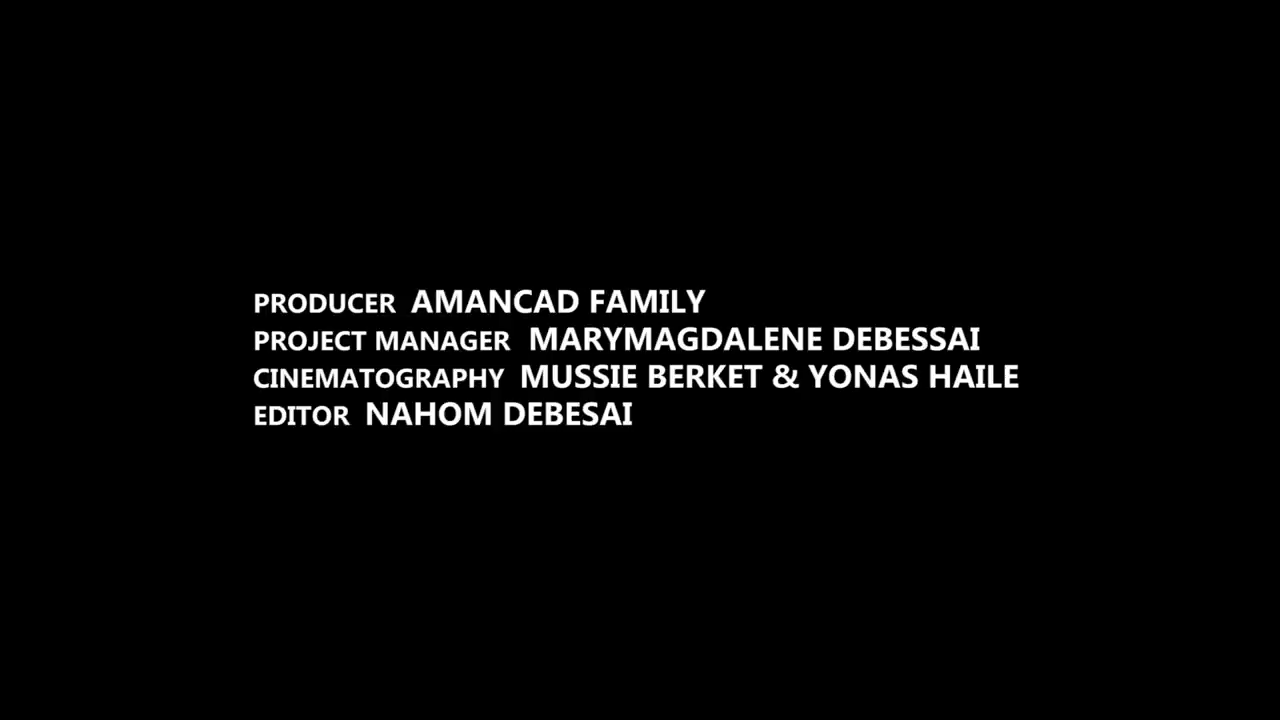 PRODUCER AMANCAD FAMILY
PROJECT MANAGER MARYMAGDALENE DEBESSAI
CINEMATOGRAPHY MUSSIE BERKET & YONAS HAILE
EDITOR NAHOM DEBESAI